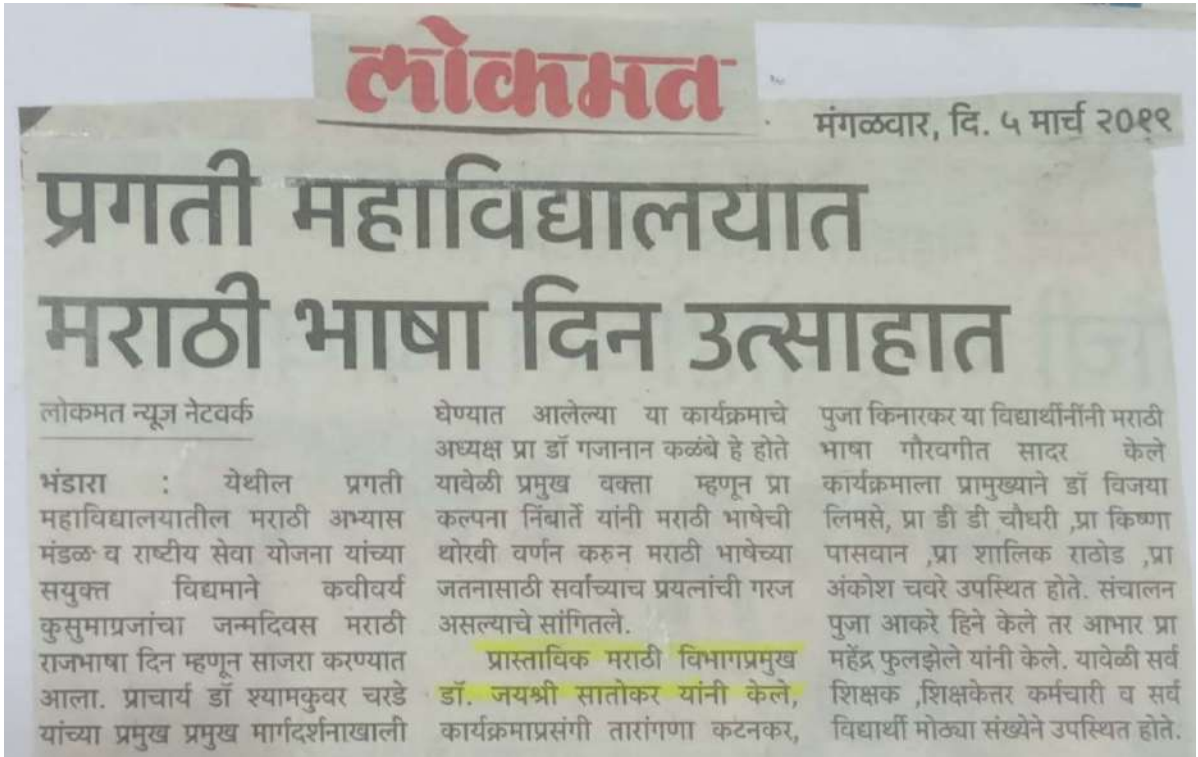 लोकमत
मंगळवार, दि. ५ मार्च २०१९
प्रगती महाविद्यालयात
मराठी भाषा दिन उत्साहात
लोकमत न्यूज नेटवर्क
भंडारा : येथील प्रगती
महाविद्यालयातील मराठी अभ्यास
मंडळ व राष्टीय सेवा योजना यांच्या
सयुक्त विद्यमाने कवीवर्य
कुसुमाग्रजांचा जन्मदिवस मराठी
राजभाषा दिन म्हणून साजरा करण्यात
आला. प्राचार्य डॉ श्यामकुवर चरडे
यांच्या प्रमुख प्रमुख मार्गदर्शनाखाली
घेण्यात आलेल्या या कार्यक्रमाचे
अध्यक्ष प्रा डॉ गजानन कळंबे हे होते
यावेळी प्रमुख वक्ता म्हणून प्रा
कल्पना निंबार्ते यांनी मराठी भाषेची
थोरवी वर्णन करुन मराठी भाषेच्या
जतनासाठी सर्वांच्याच प्रयत्नांची गरज
असल्याचे सांगितले.
प्रास्ताविक मराठी विभागप्रमुख
डॉ. जयश्री सातोकर यांनी केले,
कार्यक्रमाप्रसंगी तारांगणा कटनकर,
पुजा किनारकर या विद्यार्थीनींनी मराठी
भाषा गौरवगीत सादर केले
कार्यक्रमाला प्रामुख्याने डॉ विजया
लिमसे, प्रा डी डी चौघरी ,प्रा किष्णा
पासवान ,प्रा शालिक राठोड ,प्रा
अंकोश चवरे उपस्थित होते. संचालन
पुजा आकरे हिने केले तर आभार प्रा
महेंद्र फुलझेले यांनी केले. यावेळी सर्व
शिक्षक ,शिक्षकेत्तर कर्मचारी व सर्व
विद्यार्थी मोठ्या संख्येने उपस्थित होते.